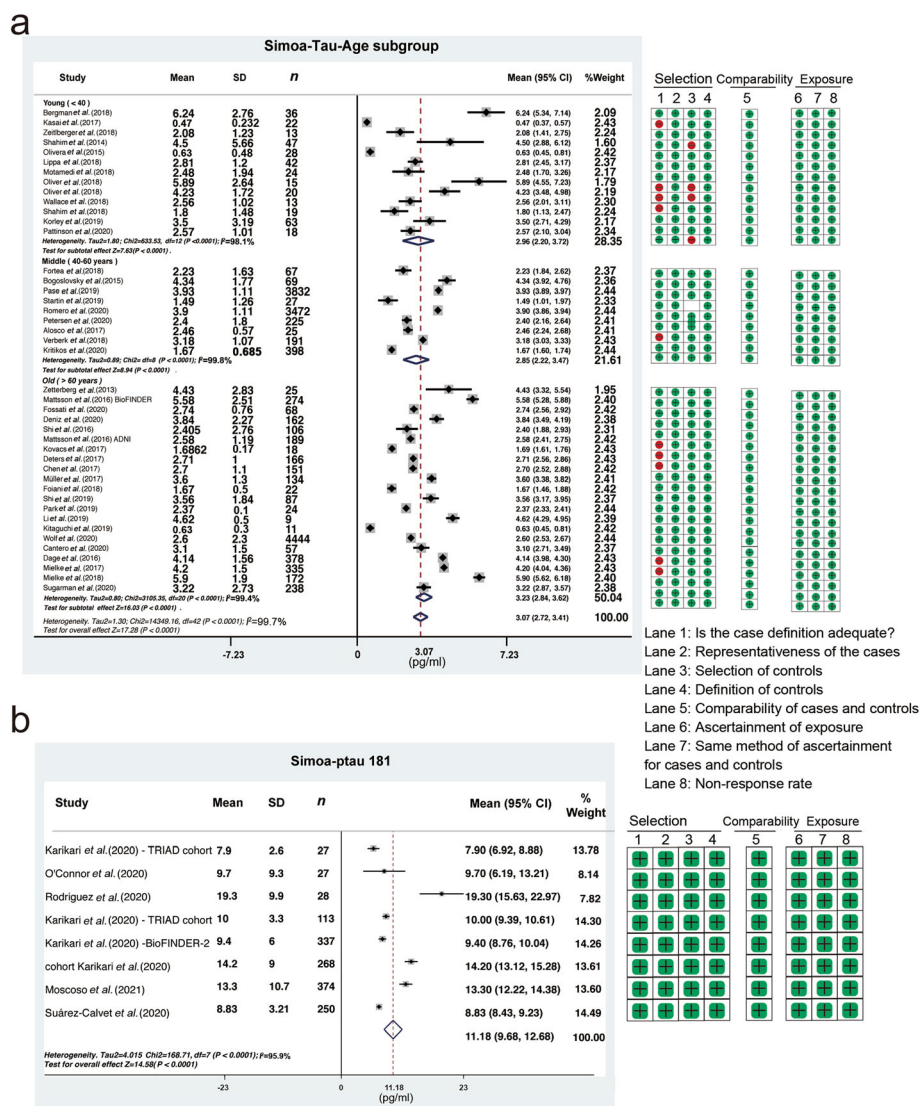 a
Simoa-Tau-Age subgroup
Study Mean SD n Mean (95% CI) %Weight
Young ( < 40 )
Bergman et al.(2018) 6.24 2.76 36 6.24 (5.34, 7.14) 2.09
Kasai et al.(2017) 0.47 0.232 22 0.47 (0.37, 0.57) 2.43
Zeitlberger et al.(2018) 2.08 1.23 13 2.08 (1.41, 2.75) 2.24
Shahim et al.(2014) 4.5 5.66 47 4.50 (2.88, 6.12) 1.60
Olivera et al.(2015) 0.63 0.48 28 0.63 (0.45, 0.81) 2.42
Lippa et al.(2018) 2.81 1.2 42 2.81 (2.45, 3.17) 2.37
Motamedi et al.(2018) 2.48 1.94 24 2.48 (1.70, 3.26) 2.17
Oliver et al.(2018) 5.89 2.64 15 5.89 (4.55, 7.23) 1.79
Oliver et al.(2018) 4.23 1.72 20 4.23 (3.48, 4.98) 2.19
Wallace et al.(2018) 2.56 1.02 13 2.56 (2.01, 3.11) 2.30
Shahim et al.(2018) 1.8 1.48 19 1.80 (1.13, 2.47) 2.24
Korley et al.(2019) 3.5 3.19 63 3.50 (2.71, 4.29) 2.17
Pattinson et al.(2020) 2.57 1.01 18 2.57 (2.10, 3.04) 2.34
Heterogeneity. Tau2=1.80; Chi2=633.53, df=12 (P <0.0001); I²=98.1% 2.96 (2.20, 3.72) 28.35
Test for subtotal effect Z=7.63(P < 0.0001) .
Middle (40-60 years)
Fortea et al.(2018) 2.23 1.63 67 2.23 (1.84, 2.62) 2.37
Bogoslovsky et al.(2015) 4.34 1.77 69 4.34 (3.92, 4.76) 2.36
Pase et al.(2019) 3.93 1.11 3832 3.93 (3.89, 3.97) 2.44
Startin et al.(2019) 1.49 1.26 27 1.49 (1.01, 1.97) 2.33
Romero et al.(2020) 3.9 1.11 3472 3.90 (3.86, 3.94) 2.44
Petersen et al.(2020) 2.4 1.8 225 2.40 (2.16, 2.64) 2.41
Alosco et al.(2017) 2.46 0.57 25 2.46 (2.24, 2.68) 2.41
Verberk et al.(2018) 3.18 1.07 191 3.18 (3.03, 3.33) 2.43
Kritikos et al.(2020) 1.67 0.685 398 1.67 (1.60, 1.74) 2.44
Heterogeneity. Tau2=0.89; Chi2= df=8 ( P < 0.0001); I²=99.8% 2.85 (2.22, 3.47) 21.61
Test for subtotal effect Z=8.94 (P < 0.0001) .
Old ( > 60 years)
Zetterberg et al.(2013) 4.43 2.83 25 4.43 (3.32, 5.54) 1.95
Mattsson et al.(2016) BioFINDER 5.58 2.51 274 5.58 (5.28, 5.88) 2.40
Fossati et al.(2020) 2.74 0.76 68 2.74 (2.56, 2.92) 2.42
Deniz et al.(2020) 3.84 2.27 162 3.84 (3.49, 4.19) 2.38
Shi et al.(2016) 2.405 2.76 106 2.40 (1.88, 2.93) 2.31
Mattsson et al.(2016) ADNI 2.58 1.19 189 2.58 (2.41, 2.75) 2.42
Kovacs et al.(2017) 1.6862 0.17 18 1.69 (1.61, 1.76) 2.43
Deters et al.(2017) 2.71 1 166 2.71 (2.56, 2.86) 2.43
Chen et al.(2017) 2.7 1.1 151 2.70 (2.52, 2.88) 2.42
Müller et al.(2017) 3.6 1.3 134 3.60 (3.38, 3.82) 2.41
Foiani et al.(2018) 1.67 0.5 22 1.67 (1.46, 1.88) 2.42
Shi et al.(2019) 3.56 1.84 87 3.56 (3.17, 3.95) 2.37
Park et al.(2019) 2.37 0.1 24 2.37 (2.33, 2.41) 2.44
Li et al.(2019) 4.62 0.5 9 4.62 (4.29, 4.95) 2.39
Kitaguchi et al.(2019) 0.63 0.3 11 0.63 (0.45, 0.81) 2.42
Wolf et al.(2020) 2.6 2.3 4444 2.60 (2.53, 2.67) 2.44
Cantero et al.(2020) 3.1 1.5 57 3.10 (2.71, 3.49) 2.37
Dage et al.(2016) 4.14 1.56 378 4.14 (3.98, 4.30) 2.43
Mielke et al.(2017) 4.2 1.5 335 4.20 (4.04, 4.36) 2.43
Mielke et al.(2018) 5.9 1.9 172 5.90 (5.62, 6.18) 2.40
Sugarman et al.(2020) 3.22 2.73 238 3.22 (2.87, 3.57) 2.38
Heterogeneity. Tau2=0.80; Chi2=3105.35, df=20 (P < 0.0001); I²=99.4% 3.23 (2.84, 3.62) 50.04
Test for subtotal effect Z=16.03 (P < 0.0001) .
Heterogeneity. Tau2=1.30; Chi2=14349.16, df=42 (P < 0.0001); I²=99.7% 3.07 (2.72, 3.41) 100.00
Test for overall effect Z=17.28 (P < 0.0001)
-7.23 0 3.07 7.23
(pg/ml)
Selection Comparability Exposure
1 2 3 4 5 6 7 8
Lane 1: Is the case definition adequate?
Lane 2: Representativeness of the cases
Lane 3: Selection of controls
Lane 4: Definition of controls
Lane 5: Comparability of cases and controls
Lane 6: Ascertainment of exposure
Lane 7: Same method of ascertainment
for cases and controls
Lane 8: Non-response rate
b
Simoa-ptau 181
Study Mean SD n Mean (95% CI) %
Weight
Karikari et al.(2020) - TRIAD cohort 7.9 2.6 27 7.90 (6.92, 8.88) 13.78
O'Connor et al.(2020) 9.7 9.3 27 9.70 (6.19, 13.21) 8.14
Rodriguez et al.(2020) 19.3 9.9 28 19.30 (15.63, 22.97) 7.82
Karikari et al.(2020) - TRIAD cohort 10 3.3 113 10.00 (9.39, 10.61) 14.30
Karikari et al.(2020) -BioFINDER-2 9.4 6 337 9.40 (8.76, 10.04) 14.26
cohort Karikari et al.(2020) 14.2 9 268 14.20 (13.12, 15.28) 13.61
Moscoso et al.(2021) 13.3 10.7 374 13.30 (12.22, 14.38) 13.60
Suárez-Calvet et al.(2020) 8.83 3.21 250 8.83 (8.43, 9.23) 14.49
11.18 (9.68, 12.68) 100.00
Heterogeneity. Tau2=4.015 Chi2=168.71, df=7 (P < 0.0001); I²=95.9%
Test for overall effect Z=14.58(P < 0.0001)
-23 0 11.18 23
(pg/ml)
Selection Comparability Exposure
1 2 3 4 5 6 7 8